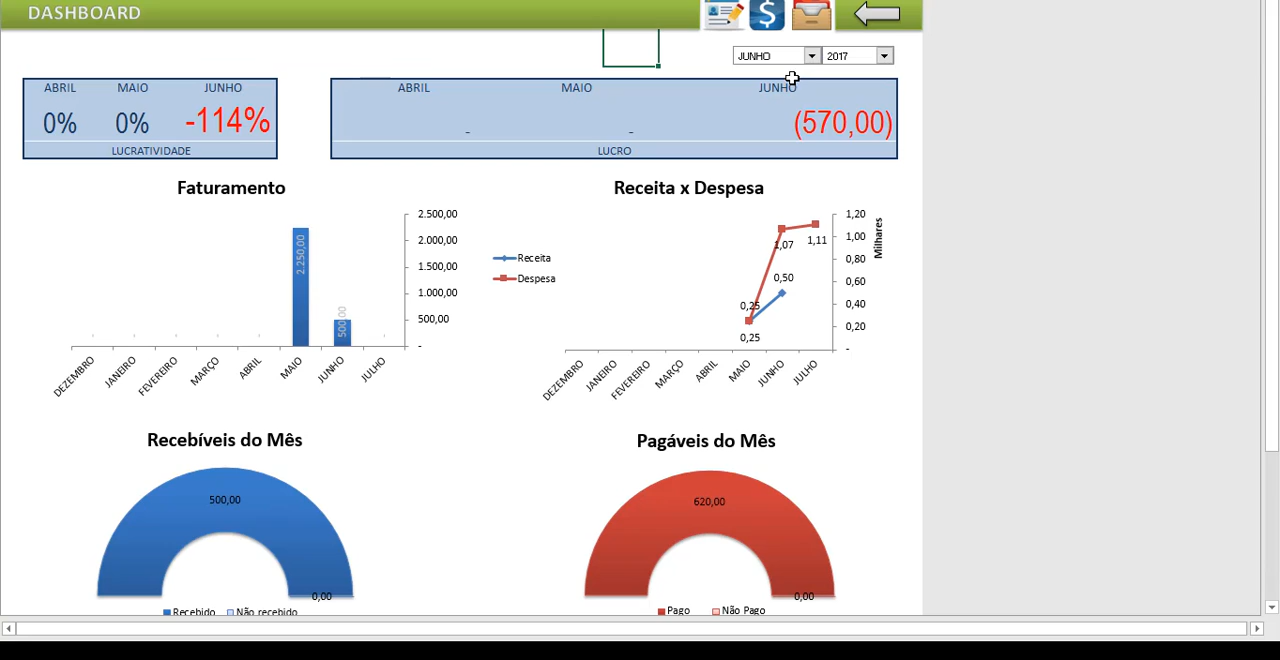 DASHBOARD
JUNHO 2017
ABRIL MAIO JUNHO
0% 0% -114%
LUCRATIVIDADE
ABRIL MAIO JUNHO
- - (570,00)
LUCRO
Faturamento
2.500,00
2.000,00
1.500,00
1.000,00
500,00
-
2.250,00
500,00
DEZEMBRO JANEIRO FEVEREIRO MARÇO ABRIL MAIO JUNHO JULHO
Receita x Despesa
Receita
Despesa
1,20
1,00
0,80
0,60
0,40
0,20
-
Milhares
1,07 1,11
0,50
0,25
0,25
DEZEMBRO JANEIRO FEVEREIRO MARÇO ABRIL MAIO JUNHO JULHO
Recebíveis do Mês
500,00
0,00
Recebido Não recebido
Pagáveis do Mês
620,00
0,00
Pago Não Pago